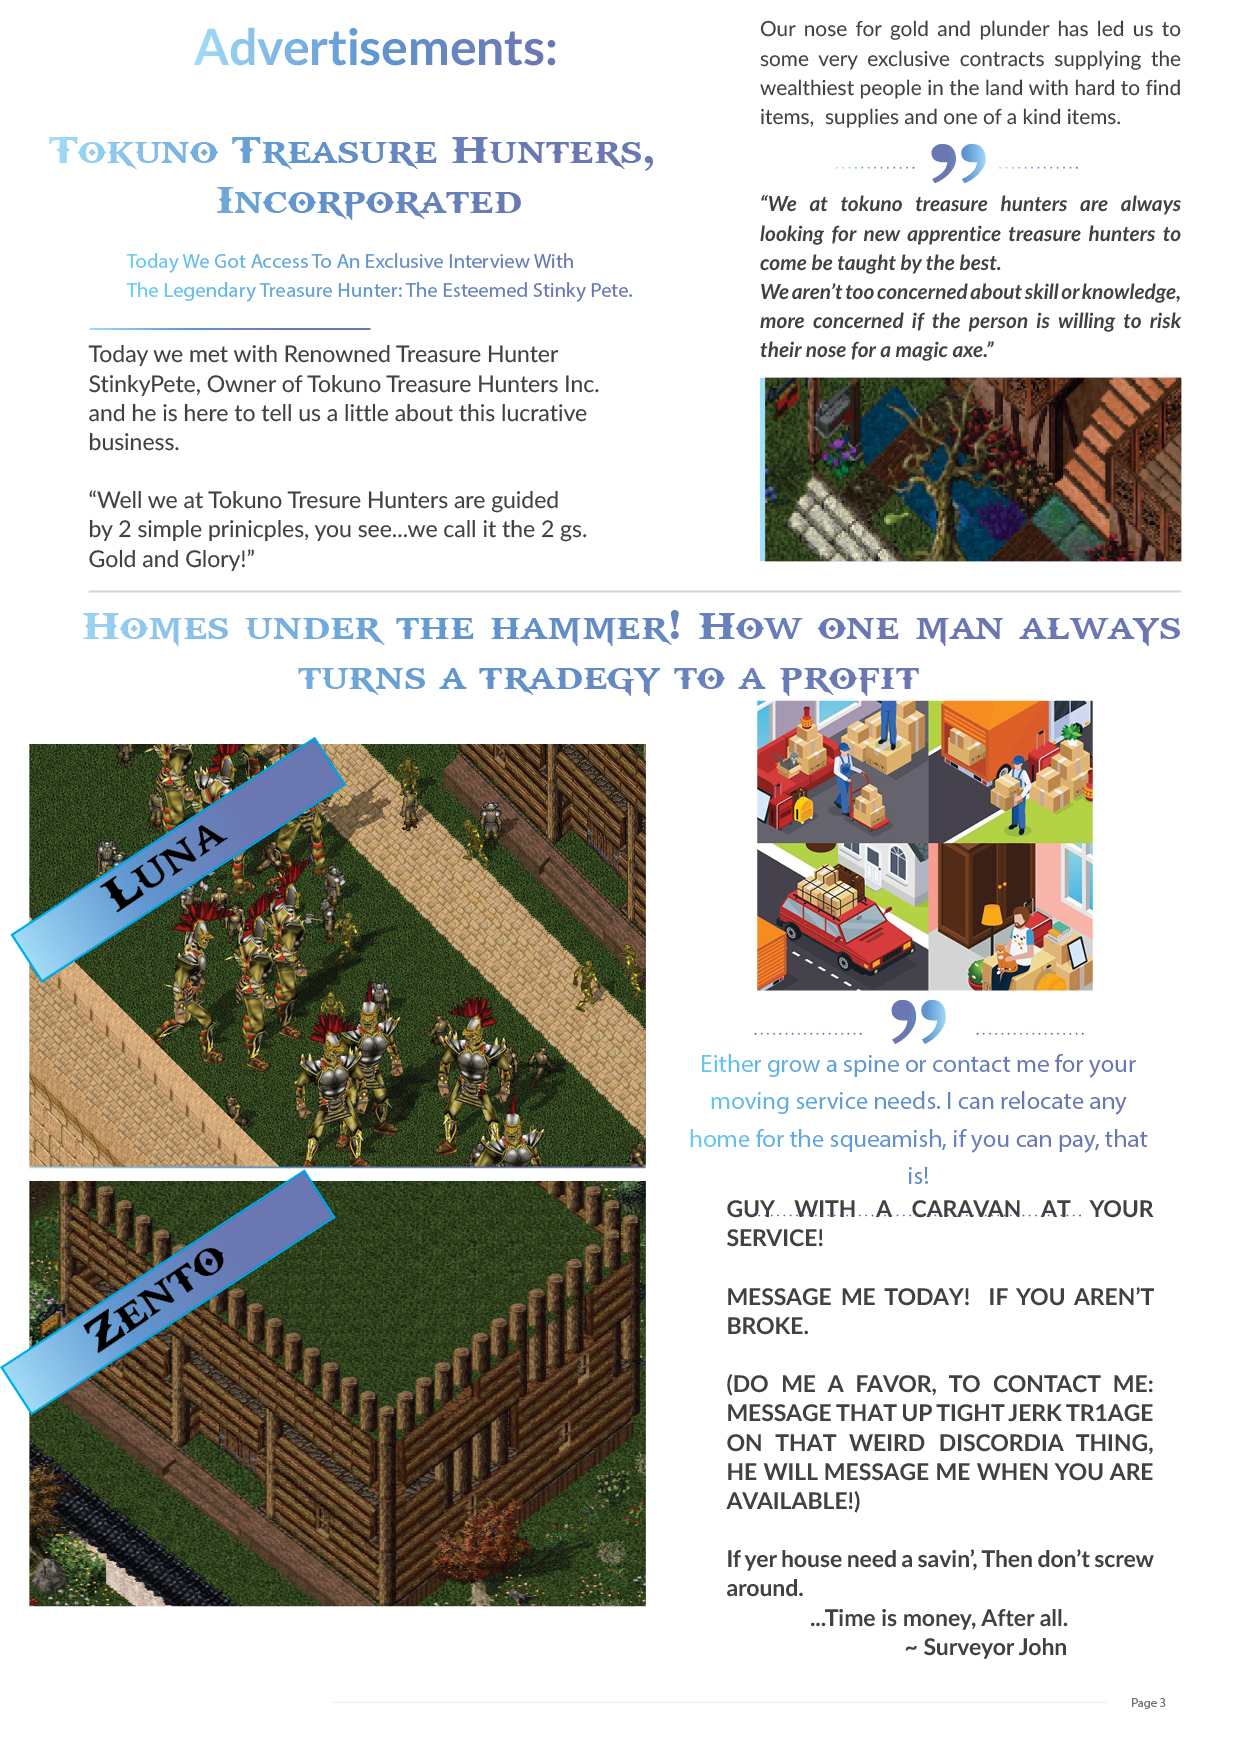 Advertisements:
Tokuno Treasure Hunters,
Incorporated
Today We Got Access To An Exclusive Interview With
The Legendary Treasure Hunter: The Esteemed Stinky Pete.
Today we met with Renowned Treasure Hunter
StinkyPete, Owner of Tokuno Treasure Hunters Inc.
and he is here to tell us a little about this lucrative
business.
“Well we at Tokuno Tresure Hunters are guided
by 2 simple prinicples, you see...we call it the 2 gs.
Gold and Glory!”
Our nose for gold and plunder has led us to
some very exclusive contracts supplying the
wealthiest people in the land with hard to find
items, supplies and one of a kind items.
”
“We at tokuno treasure hunters are always
looking for new apprentice treasure hunters to
come be taught by the best.
We aren’t too concerned about skill or knowledge,
more concerned if the person is willing to risk
their nose for a magic axe.”
Homes under the hammer! How one man always
turns a tradegy to a profit
Luna
Zento
”
Either grow a spine or contact me for your
moving service needs. I can relocate any
home for the squeamish, if you can pay, that
is!
GUY WITH A CARAVAN AT YOUR
SERVICE!
MESSAGE ME TODAY! IF YOU AREN’T
BROKE.
(DO ME A FAVOR, TO CONTACT ME:
MESSAGE THAT UP TIGHT JERK TR1AGE
ON THAT WEIRD DISCORDIA THING,
HE WILL MESSAGE ME WHEN YOU ARE
AVAILABLE!)
If yer house need a savin’, Then don’t screw
around.
...Time is money, After all.
~ Surveyor John
Page 3